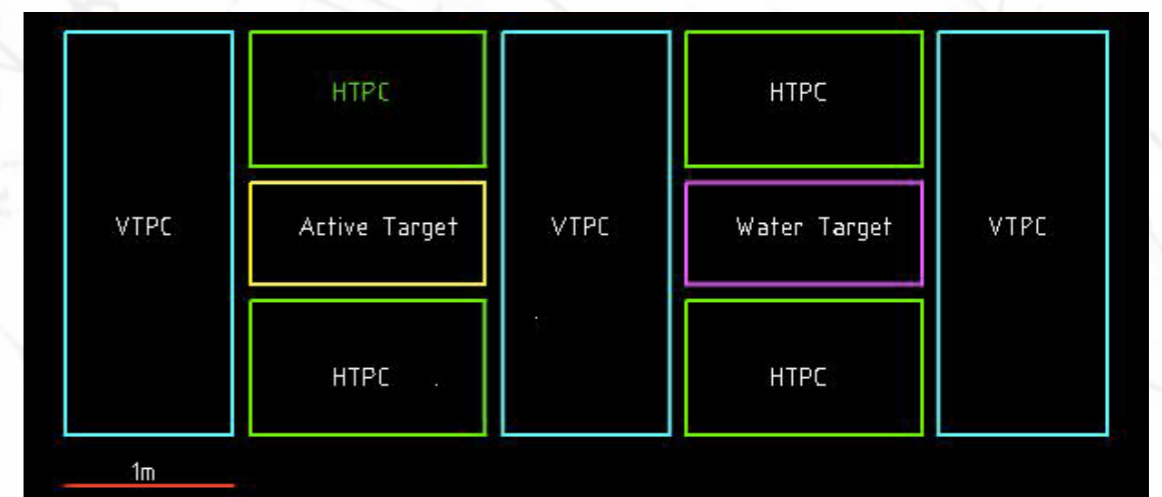 HTPC
HTPC
VTPC
Active Target
VTPC
Water Target
VTPC
HTPC
HTPC
1m